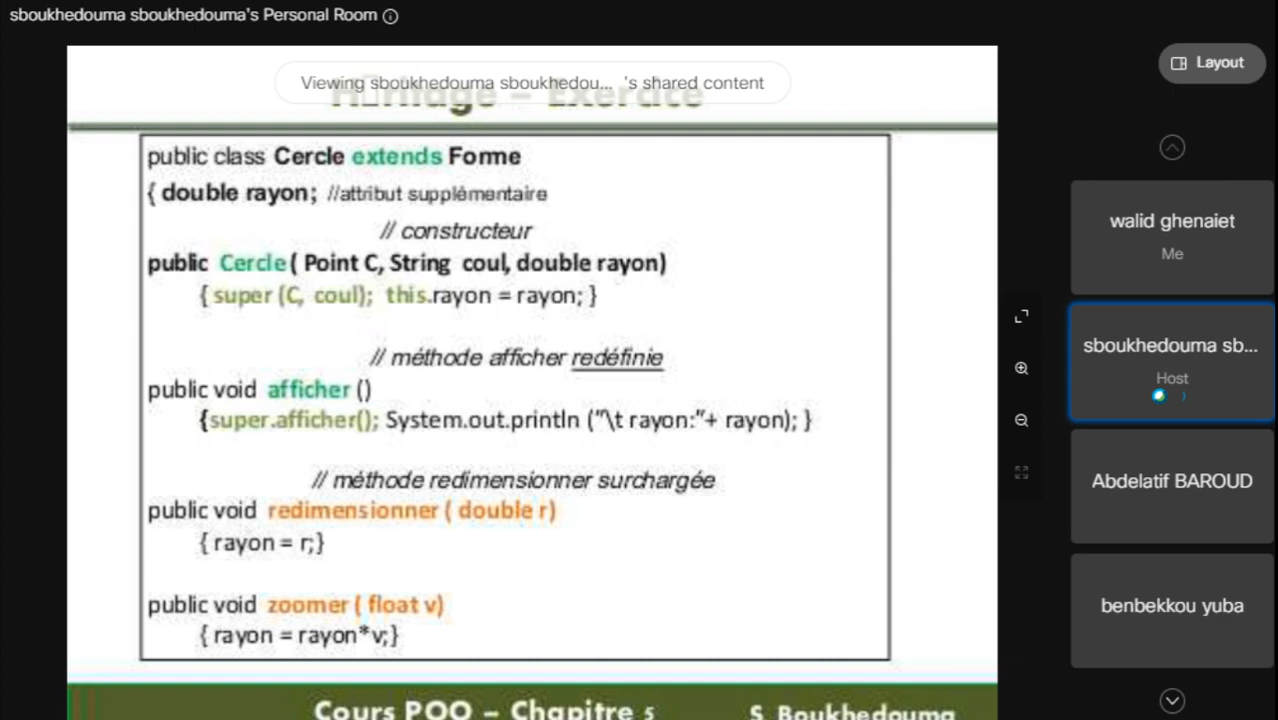 sboukhedouma sboukhedouma's Personal Room
Layout
Viewing sboukhedouma sboukhedou... 's shared content
H▯ritage – Exercice
public class Cercle extends Forme
{ double rayon; //attribut supplémentaire
// constructeur
public Cercle ( Point C, String coul, double rayon)
{ super (C, coul); this.rayon = rayon; }
// méthode afficher redéfinie
public void afficher ()
{super.afficher(); System.out.println ("\t rayon:"+ rayon); }
// méthode redimensionner surchargée
public void redimensionner ( double r)
{ rayon = r;}
public void zoomer ( float v)
{ rayon = rayon*v;}
Cours POO – Chapitre 5
S. Boukhedouma
walid ghenaiet
Me
sboukhedouma sb...
Host
Abdelatif BAROUD
benbekkou yuba